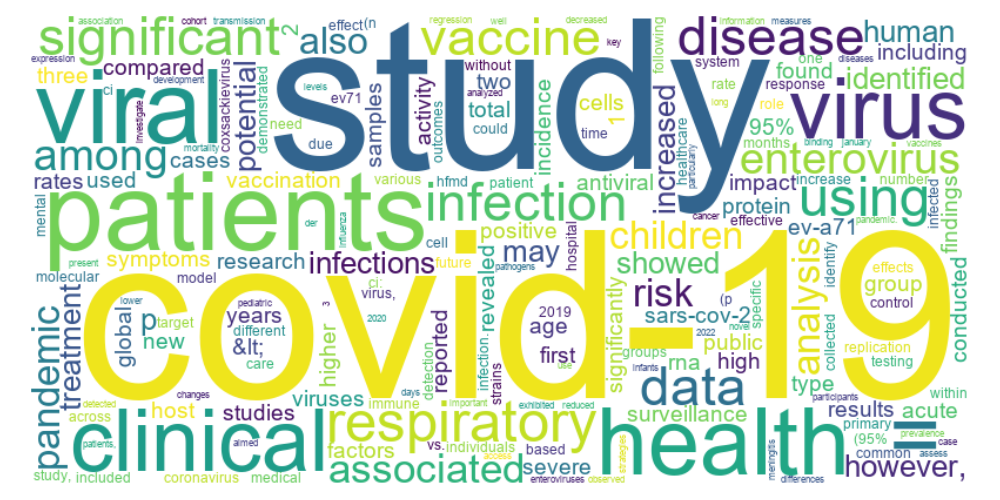 association
cohort
transmission
effect(n
regression
decreased
information
measures
well
significant
2
also
vaccine
key
disease
human
expression
three
compared
development
viral
study
without
two
system
one
diseases
including
following
found
virus
identified
ci
levels
ev71
analyzed
rate
response
investigate
potential
coxsackievirus
demonstrated
need
due
samples
activity
outcomes
total
could
incidence
cells
1
time
increased
long
role
healthcare
particularly
95%
months
binding
january
vaccines
enterovirus
among
mortality
cases
rates
used
vaccination
various
hfmd
patient
antiviral
impact
increase
number
using
infected
pandemic.
findings
mental
patients
der
influenza
infection
cancer
effective
protein
ev-a71
positive
children
cell
may
hospital
present
symptoms
research
infections
future
pathogens
revealed
showed
analysis
identify
effects
group
control
conducted
molecular
model
ci:
virus,
covid-19
risk
sars-cov-2
(p
specific
lower
pandemic
treatment
global
p
new
target
pediatric
years
different
&lt;
care
3
2020
higher
reported
detection
infection.
strains
2019
age
first
use
significantly
groups
public
rna
high
2022
novel
collected
replication
testing
infants
data
type
participants
within
detected
changes
viruses
days
immune
important
exhibited
reduced
across
host
studies
clinical
respiratory
surveillance
health
results
acute
primary
prevalence
patients,
aimed
factors
vs.
individuals
based
access
strategies
meningitis
(95%
common
case
assess
=
study,
included
coronavirus
medical
associated
enteroviruses
observed
severe
differences
however,